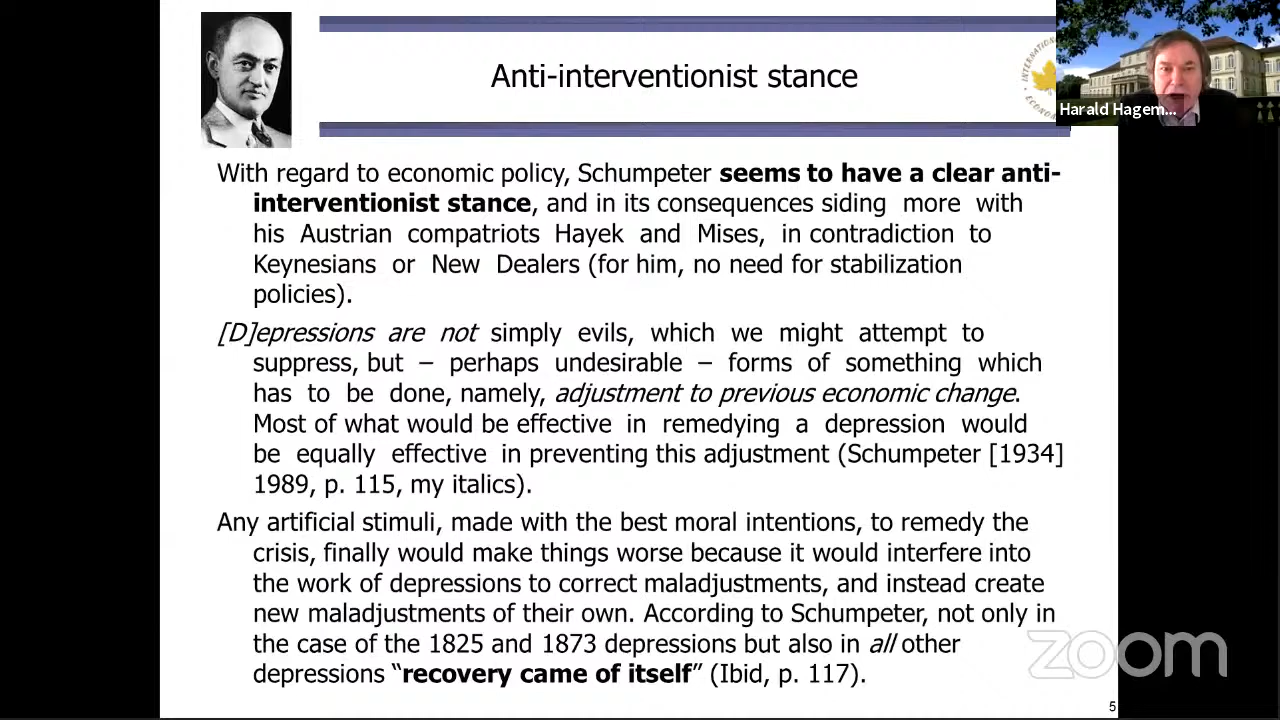 Anti-interventionist stance
INTERNATIONAL
ECONOM
Harald Hagem...
With regard to economic policy, Schumpeter seems to have a clear anti-
interventionist stance, and in its consequences siding more with
his Austrian compatriots Hayek and Mises, in contradiction to
Keynesians or New Dealers (for him, no need for stabilization
policies).
[D]epressions are not simply evils, which we might attempt to
suppress, but – perhaps undesirable – forms of something which
has to be done, namely, adjustment to previous economic change.
Most of what would be effective in remedying a depression would
be equally effective in preventing this adjustment (Schumpeter [1934]
1989, p. 115, my italics).
Any artificial stimuli, made with the best moral intentions, to remedy the
crisis, finally would make things worse because it would interfere into
the work of depressions to correct maladjustments, and instead create
new maladjustments of their own. According to Schumpeter, not only in
the case of the 1825 and 1873 depressions but also in all other
depressions “recovery came of itself” (Ibid, p. 117).
zoom
5